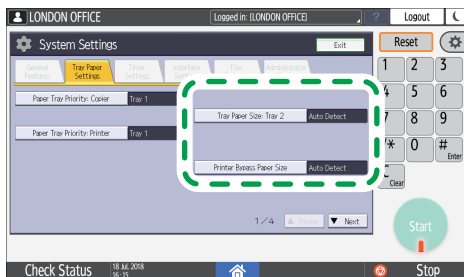 LONDON OFFICE
Logged in: [LONDON OFFICE]
?
Logout
System Settings
Exit
Reset
General Features
Tray Paper Settings
Timer Settings
Interface
File
Administrator
1 2 3
Paper Tray Priority: Copier
Tray 1
4 5 6
Tray Paper Size: Tray 2
Auto Detect
7 8 9
Paper Tray Priority: Printer
Tray 1
* 0 #
Enter
Printer Bypass Paper Size
Auto Detect
C
Clear
1/4
▼ Next
Start
Check Status
18 Jul. 2018
16:15
Stop